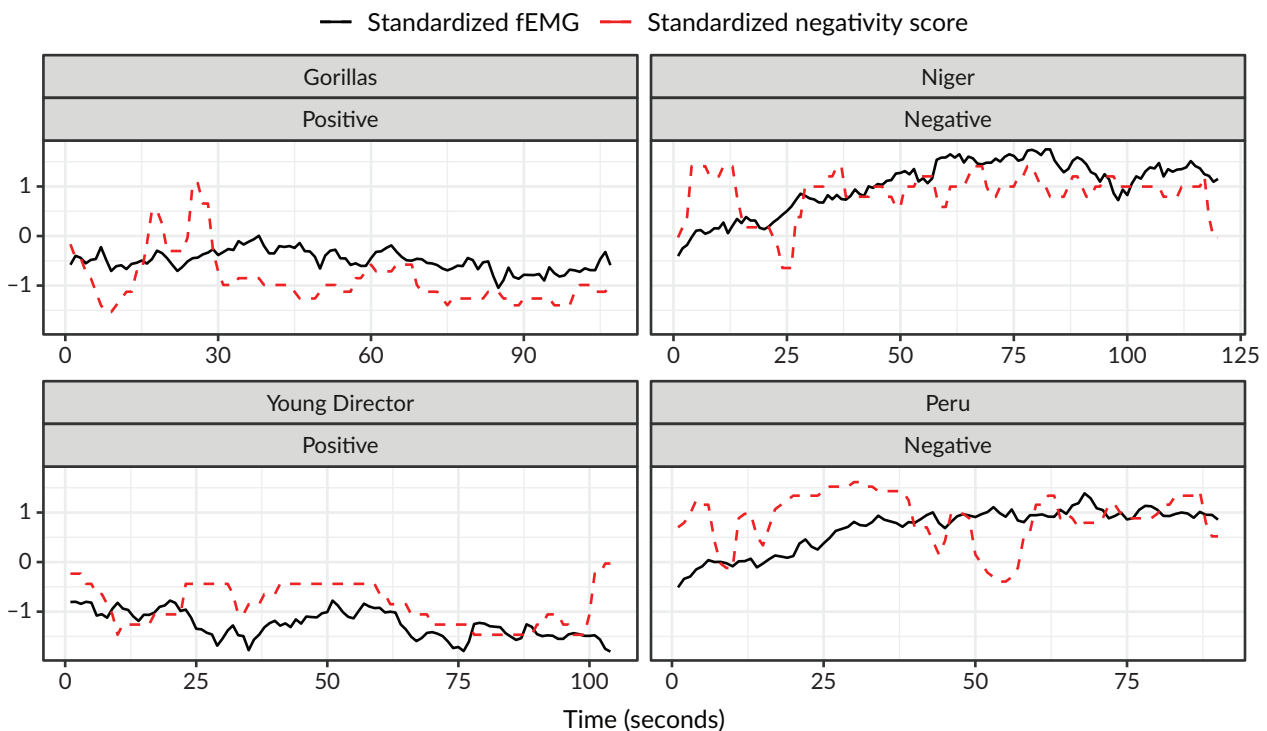 Standardized fEMG Standardized negativity score
Gorillas Niger
Positive Negative
1
0
−1
0 30 60 90 0 25 50 75 100 125
Young Director Peru
Positive Negative
1
0
−1
0 25 50 75 100 0 25 50 75
Time (seconds)